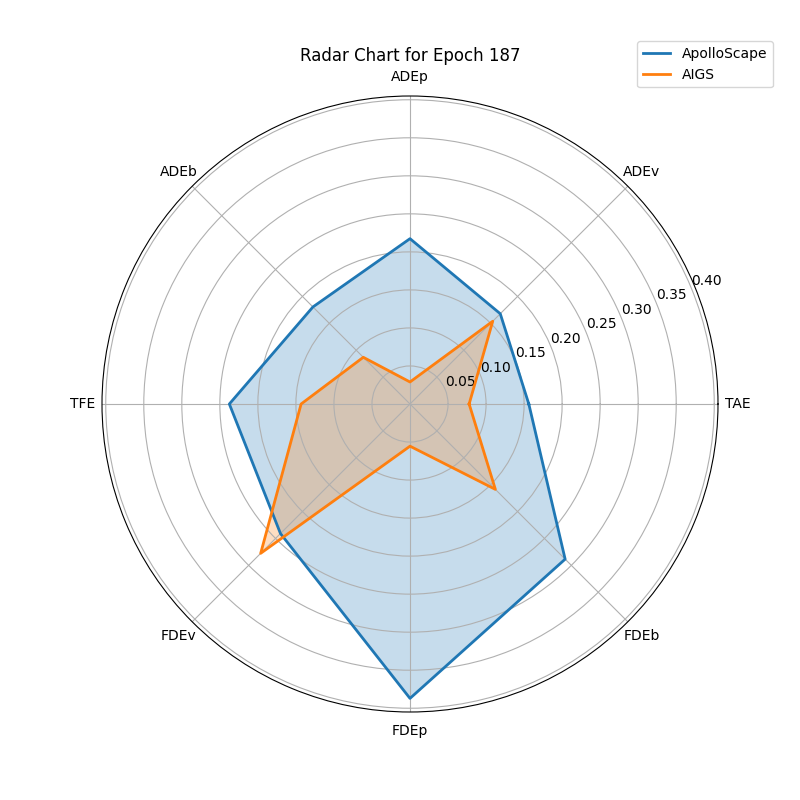 Radar Chart for Epoch 187
ApolloScape
AIGS
ADEp
ADEb
ADEv
0.40
0.35
0.30
0.25
0.20
0.15
0.10
0.05
TFE
TAE
FDEv
FDEb
FDEp